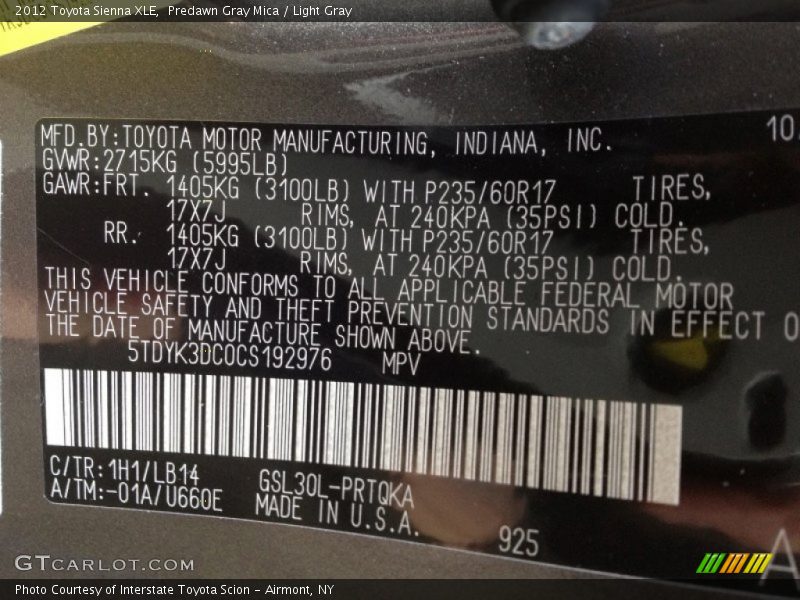 2012 Toyota Sienna XLE, Predawn Gray Mica / Light Gray
MFD.BY:TOYOTA MOTOR MANUFACTURING, INDIANA, INC. 10
GVWR:2715KG (5995LB)
GAWR:FRT. 1405KG (3100LB) WITH P235/60R17 TIRES,
17X7J RIMS, AT 240KPA (35PSI) COLD.
RR. 1405KG (3100LB) WITH P235/60R17 TIRES,
17X7J RIMS, AT 240KPA (35PSI) COLD.
THIS VEHICLE CONFORMS TO ALL APPLICABLE FEDERAL MOTOR
VEHICLE SAFETY AND THEFT PREVENTION STANDARDS IN EFFECT O
THE DATE OF MANUFACTURE SHOWN ABOVE.
5TDYK3DC0CS192976 MPV
C/TR:1H1/LB14
A/TM:-01A/U660E
GSL30L-PRTQKA
MADE IN U.S.A.
925
A
GTCARLOT.COM
Photo Courtesy of Interstate Toyota Scion - Airmont, NY